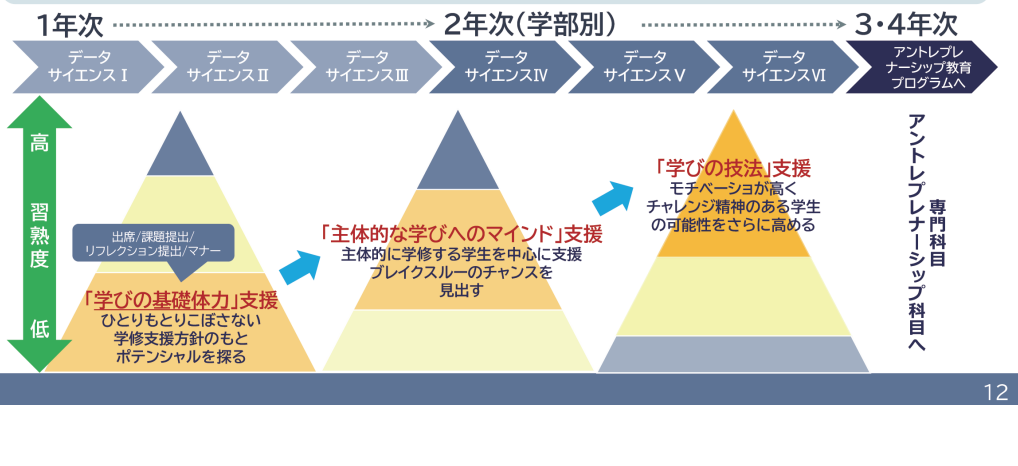 1年次
2年次(学部別)
3・4年次
データ
サイエンスⅠ
データ
サイエンスⅡ
データ
サイエンスⅢ
データ
サイエンスⅣ
データ
サイエンスⅤ
データ
サイエンスⅥ
アントレプレ
ナーシップ教育
プログラムへ
高
習熟度
低
出席/課題提出/
リフレクション提出/マナー
「学びの基礎体力」支援
ひとりもとりこぼさない
学修支援方針のもと
ポテンシャルを探る
「主体的な学びへのマインド」支援
主体的に学修する学生を中心に支援
ブレイクスルーのチャンスを
見出す
「学びの技法」支援
モチベーショが高く
チャレンジ精神のある学生
の可能性をさらに高める
専門科目
アントレプレナーシップ科目へ
12